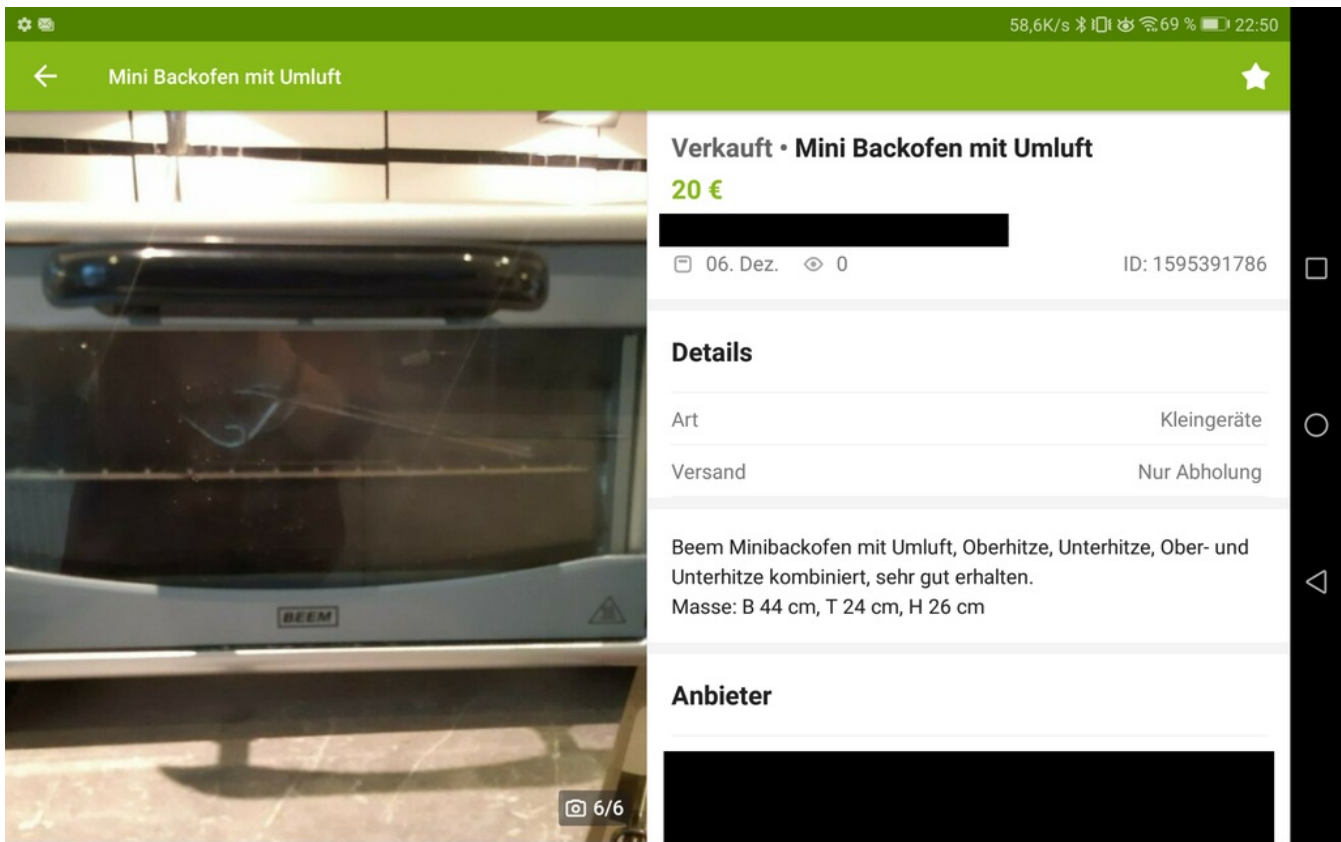 58,6K/s 69 % 22:50
Mini Backofen mit Umluft
Verkauft • Mini Backofen mit Umluft
20 €
06. Dez. 0 ID: 1595391786
Details
Art Kleingeräte
Versand Nur Abholung
Beem Minibackofen mit Umluft, Oberhitze, Unterhitze, Ober- und
Unterhitze kombiniert, sehr gut erhalten.
Masse: B 44 cm, T 24 cm, H 26 cm
Anbieter
BEEM
6/6